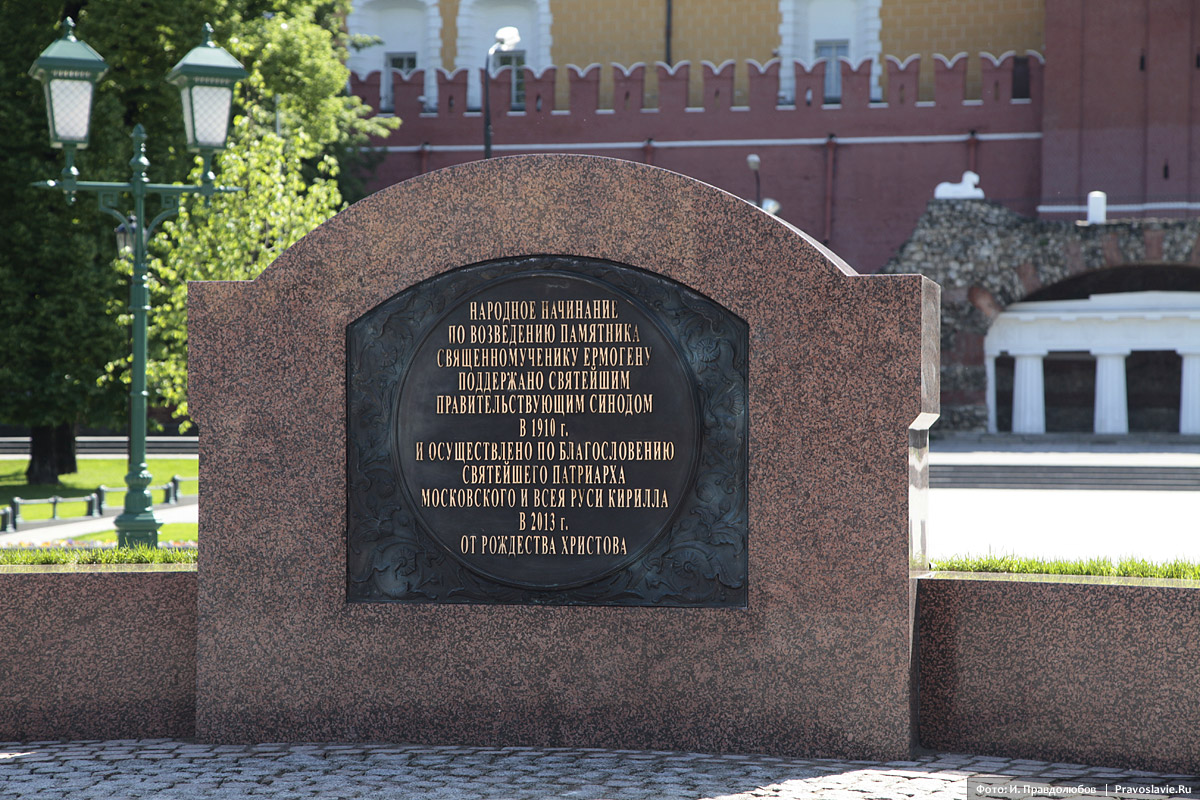 НАРОДНОЕ НАЧИНАНИЕ
ПО ВОЗВЕДЕНИЮ ПАМЯТНИКА
СВЯЩЕННОМУЧЕНИКУ ЕРМОГЕНУ
ПОДДЕРЖАНО СВЯТЕЙШИМ
ПРАВИТЕЛЬСТВУЮЩИМ СИНОДОМ
В 1910 г.
И ОСУЩЕСТВЛЕНО ПО БЛАГОСЛОВЕНИЮ
СВЯТЕЙШЕГО ПАТРИАРХА
МОСКОВСКОГО И ВСЕЯ РУСИ КИРИЛЛА
В 2013 г.
ОТ РОЖДЕСТВА ХРИСТОВА
Фото: И. Правдолюбов | Pravoslavie.Ru